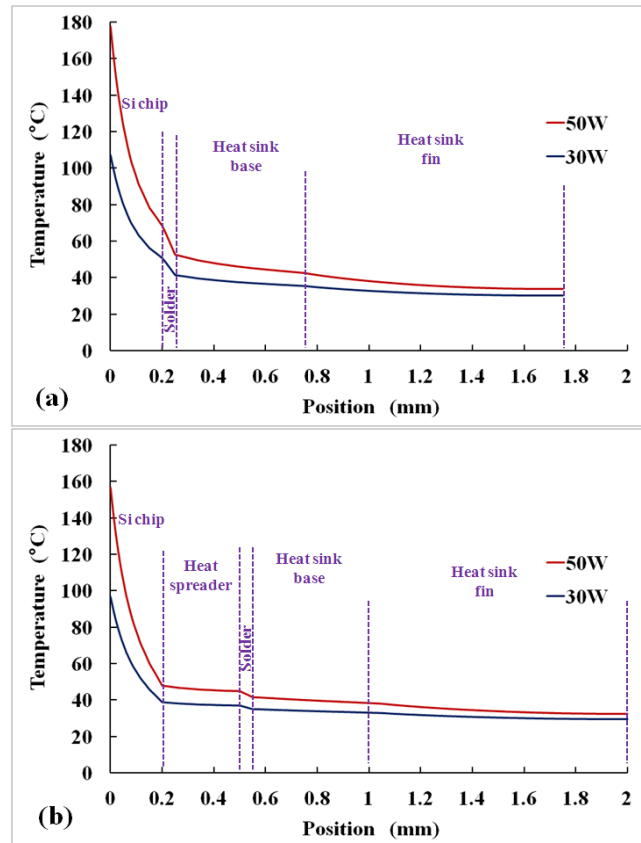 180
160
140
120
100
80
60
40
20
0
Temperature (°C)
Si chip
Solder
Heat sink
base
Heat sink
fin
50W
30W
0 0.2 0.4 0.6 0.8 1 1.2 1.4 1.6 1.8 2
Position (mm)
(a)
180
160
140
120
100
80
60
40
20
0
Temperature (°C)
Si chip
Heat
spreader
Solder
Heat sink
base
Heat sink
fin
50W
30W
0 0.2 0.4 0.6 0.8 1 1.2 1.4 1.6 1.8 2
Position (mm)
(b)